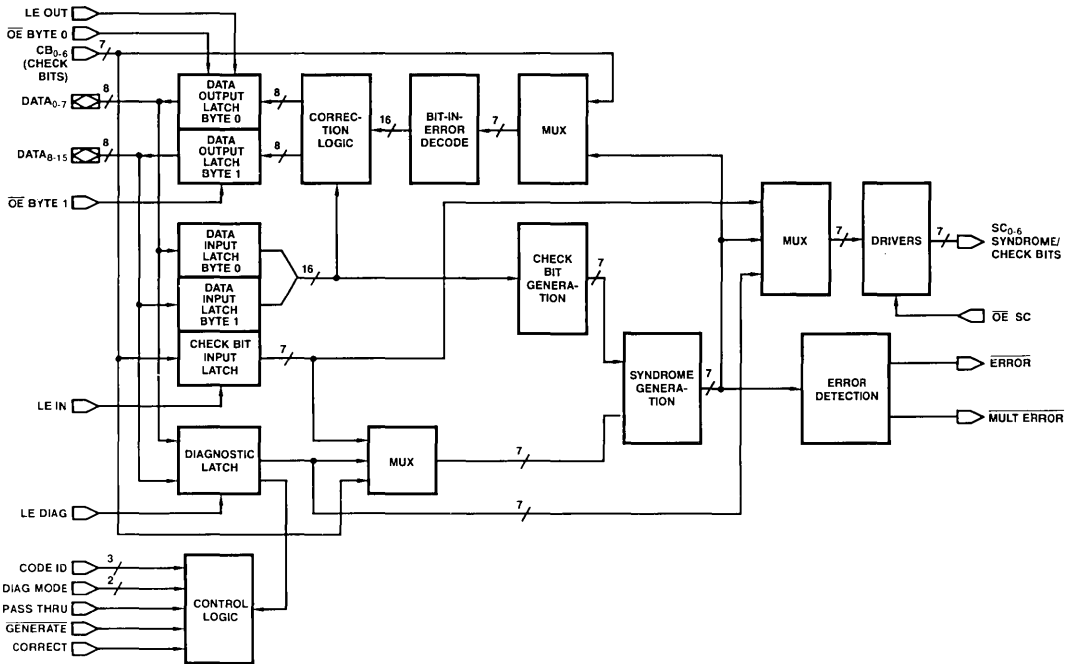 LE OUT
OE BYTE 0
CB0-6
(CHECK
BITS)
7
DATA0-7
8
DATA8-15
8
OE BYTE 1
DATA
OUTPUT
LATCH
BYTE 0
DATA
OUTPUT
LATCH
BYTE 1
8
8
CORREC-
TION
LOGIC
16
BIT-IN-
ERROR
DECODE
7
MUX
DATA
INPUT
LATCH
BYTE 0
DATA
INPUT
LATCH
BYTE 1
16
CHECK
BIT
GENERA-
TION
7
MUX
7
DRIVERS
7
SC0-6
SYNDROME/
CHECK BITS
OE SC
CHECK BIT
INPUT
LATCH
7
LE IN
SYNDROME
GENERA-
TION
7
ERROR
DETECTION
ERROR
MULT ERROR
DIAGNOSTIC
LATCH
MUX
7
7
LE DIAG
CODE ID
3
DIAG MODE
2
PASS THRU
GENERATE
CORRECT
CONTROL
LOGIC